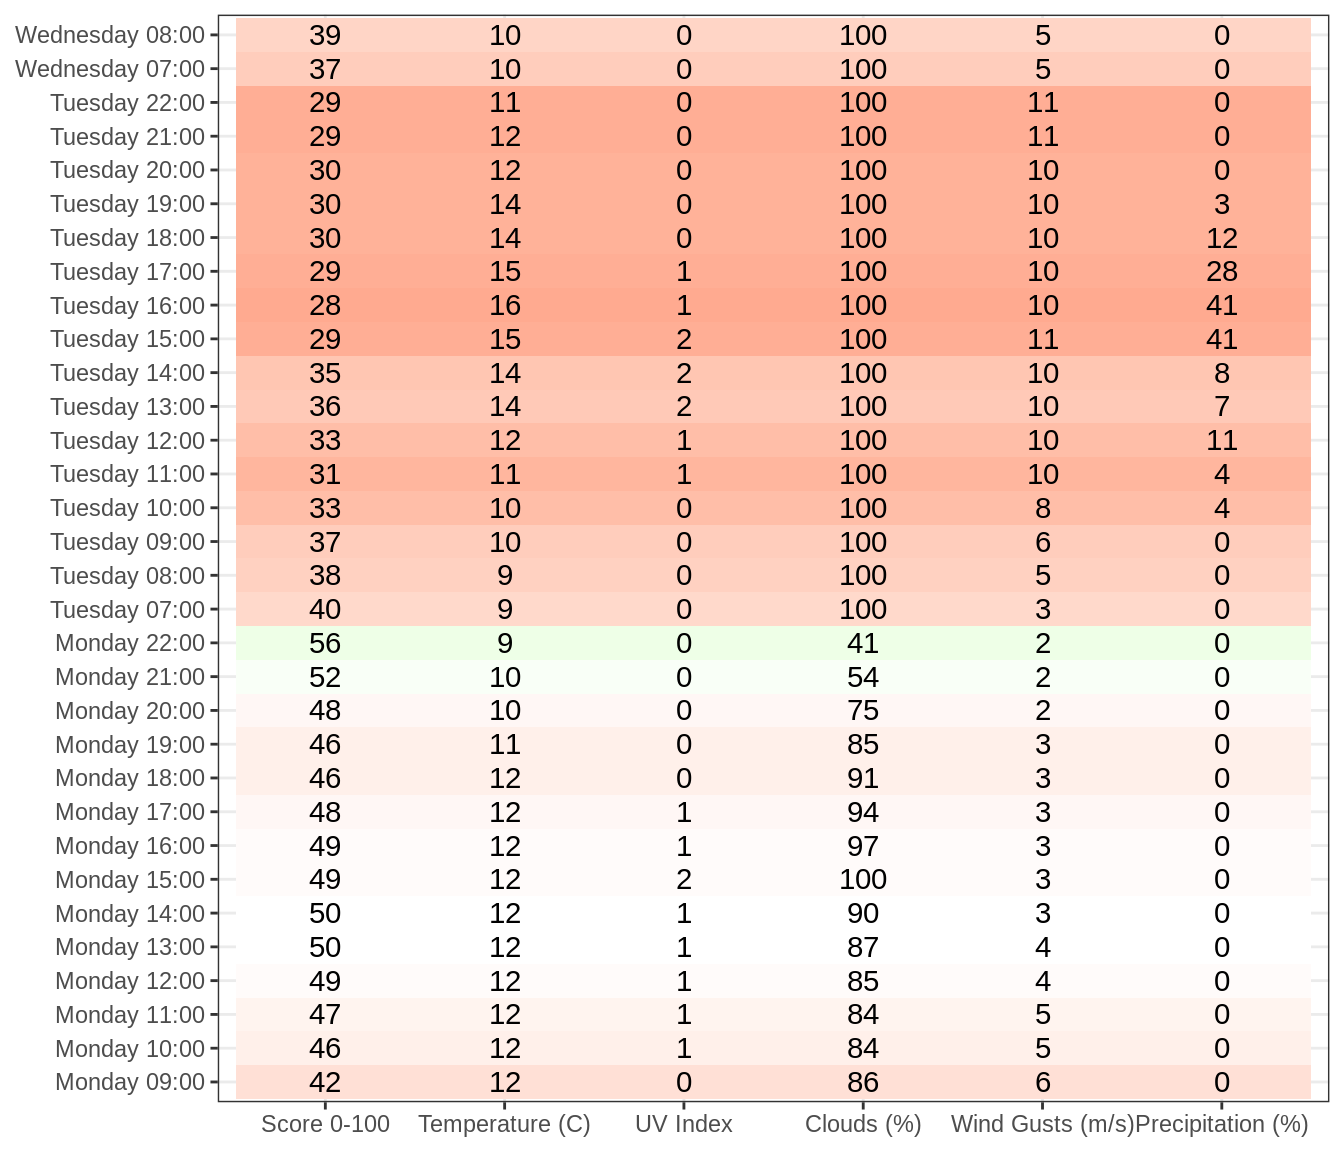 Wednesday 08:00 39 10 0 100 5 0
Wednesday 07:00 37 10 0 100 5 0
Tuesday 22:00 29 11 0 100 11 0
Tuesday 21:00 29 12 0 100 11 0
Tuesday 20:00 30 12 0 100 10 0
Tuesday 19:00 30 14 0 100 10 3
Tuesday 18:00 30 14 0 100 10 12
Tuesday 17:00 29 15 1 100 10 28
Tuesday 16:00 28 16 1 100 10 41
Tuesday 15:00 29 15 2 100 11 41
Tuesday 14:00 35 14 2 100 10 8
Tuesday 13:00 36 14 2 100 10 7
Tuesday 12:00 33 12 1 100 10 11
Tuesday 11:00 31 11 1 100 10 4
Tuesday 10:00 33 10 0 100 8 4
Tuesday 09:00 37 10 0 100 6 0
Tuesday 08:00 38 9 0 100 5 0
Tuesday 07:00 40 9 0 100 3 0
Monday 22:00 56 9 0 41 2 0
Monday 21:00 52 10 0 54 2 0
Monday 20:00 48 10 0 75 2 0
Monday 19:00 46 11 0 85 3 0
Monday 18:00 46 12 0 91 3 0
Monday 17:00 48 12 1 94 3 0
Monday 16:00 49 12 1 97 3 0
Monday 15:00 49 12 2 100 3 0
Monday 14:00 50 12 1 90 3 0
Monday 13:00 50 12 1 87 4 0
Monday 12:00 49 12 1 85 4 0
Monday 11:00 47 12 1 84 5 0
Monday 10:00 46 12 1 84 5 0
Monday 09:00 42 12 0 86 6 0
Score 0-100 Temperature (C) UV Index Clouds (%) Wind Gusts (m/s) Precipitation (%)